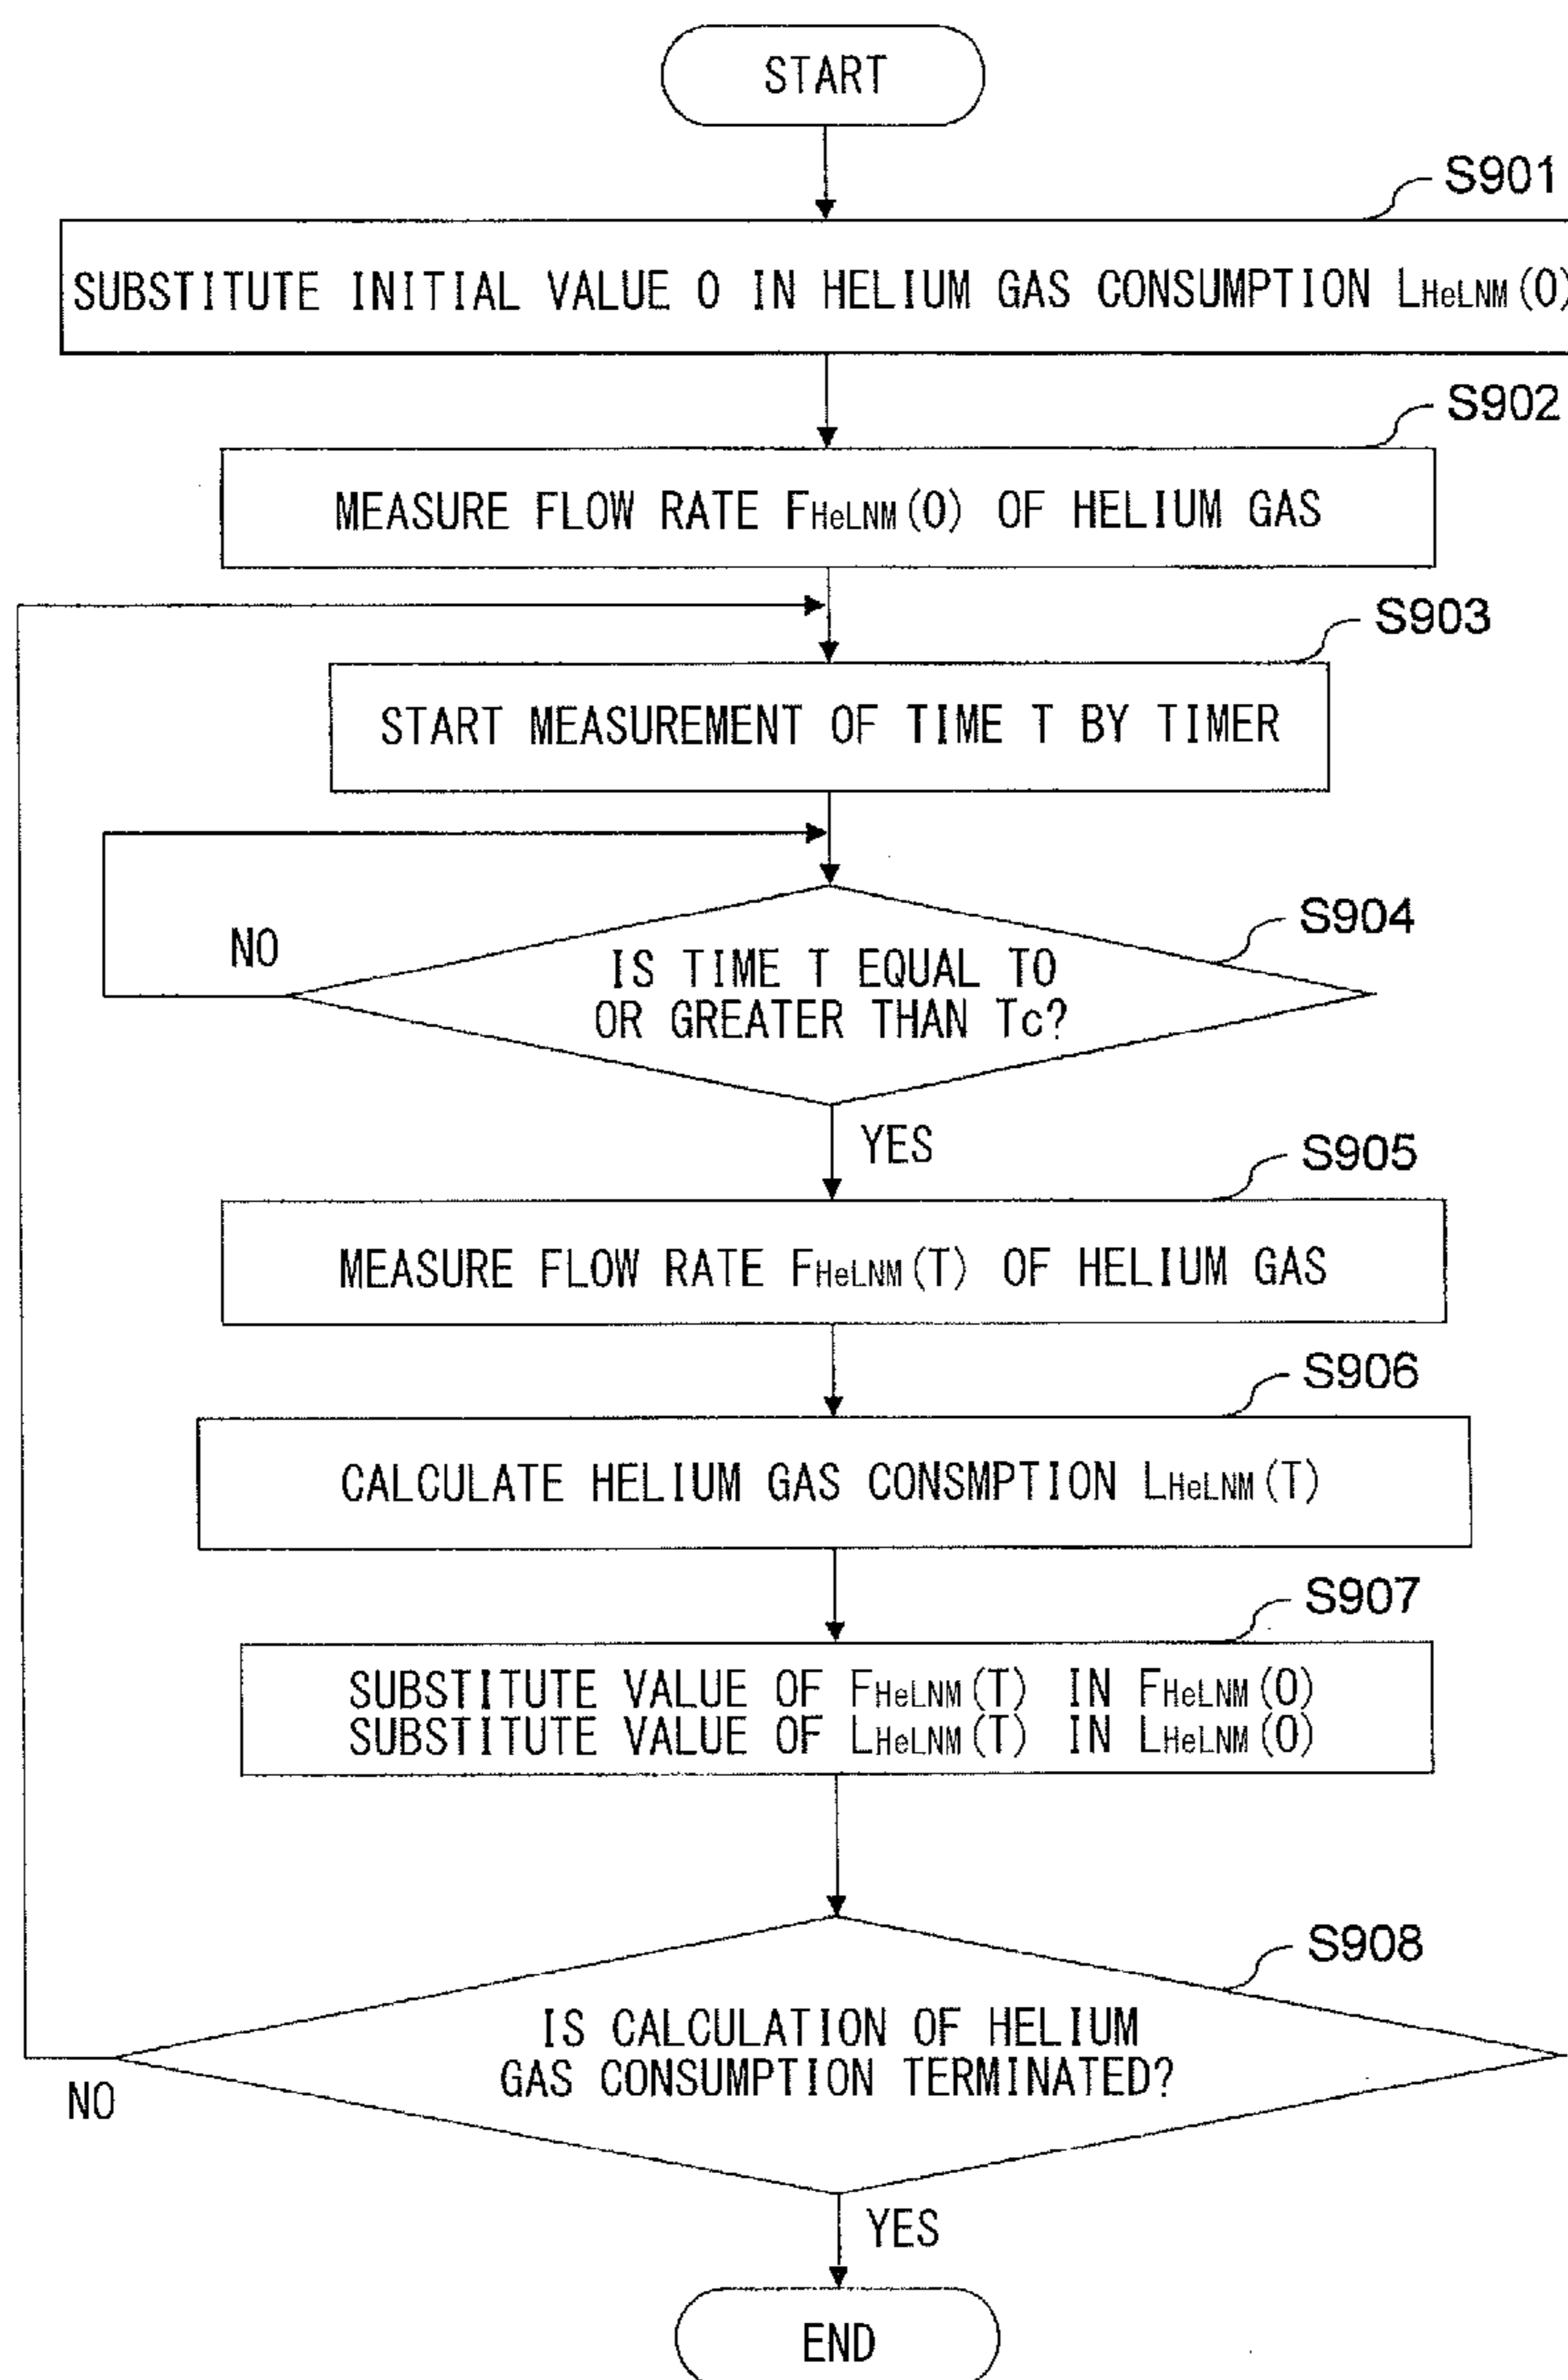 START
S901
SUBSTITUTE INITIAL VALUE 0 IN HELIUM GAS CONSUMPTION LHeLNM(0)
S902
MEASURE FLOW RATE FHeLNM(0) OF HELIUM GAS
S903
START MEASUREMENT OF TIME T BY TIMER
S904
NO
IS TIME T EQUAL TO
OR GREATER THAN Tc?
YES
S905
MEASURE FLOW RATE FHeLNM(T) OF HELIUM GAS
S906
CALCULATE HELIUM GAS CONSMPTION LHeLNM(T)
S907
SUBSTITUTE VALUE OF FHeLNM(T) IN FHeLNM(0)
SUBSTITUTE VALUE OF LHeLNM(T) IN LHeLNM(0)
S908
IS CALCULATION OF HELIUM
GAS CONSUMPTION TERMINATED?
NO
YES
END